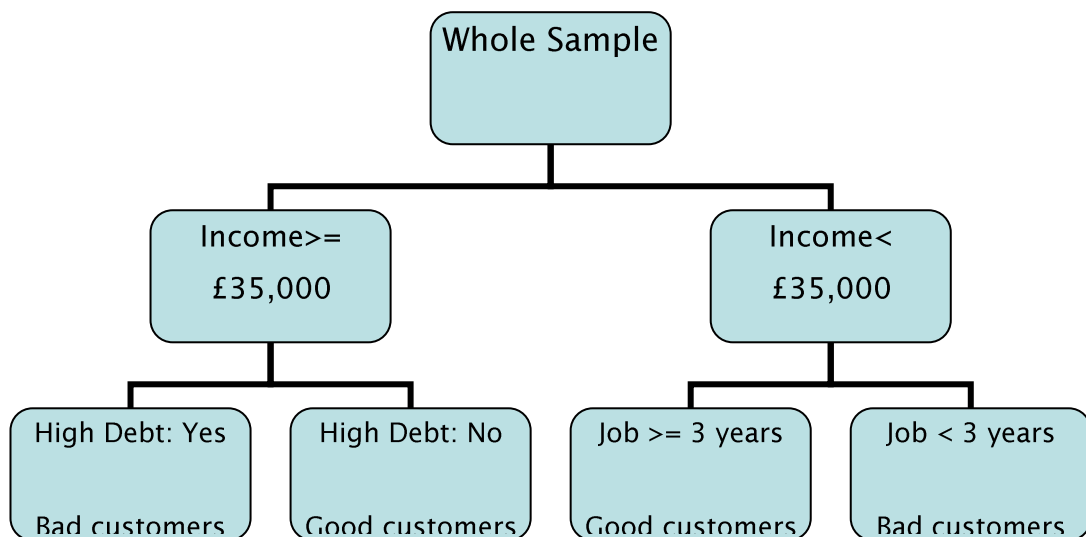 Whole Sample
Income>=
£35,000
Income<
£35,000
High Debt: Yes
Bad customers
High Debt: No
Good customers
Job >= 3 years
Good customers
Job < 3 years
Bad customers